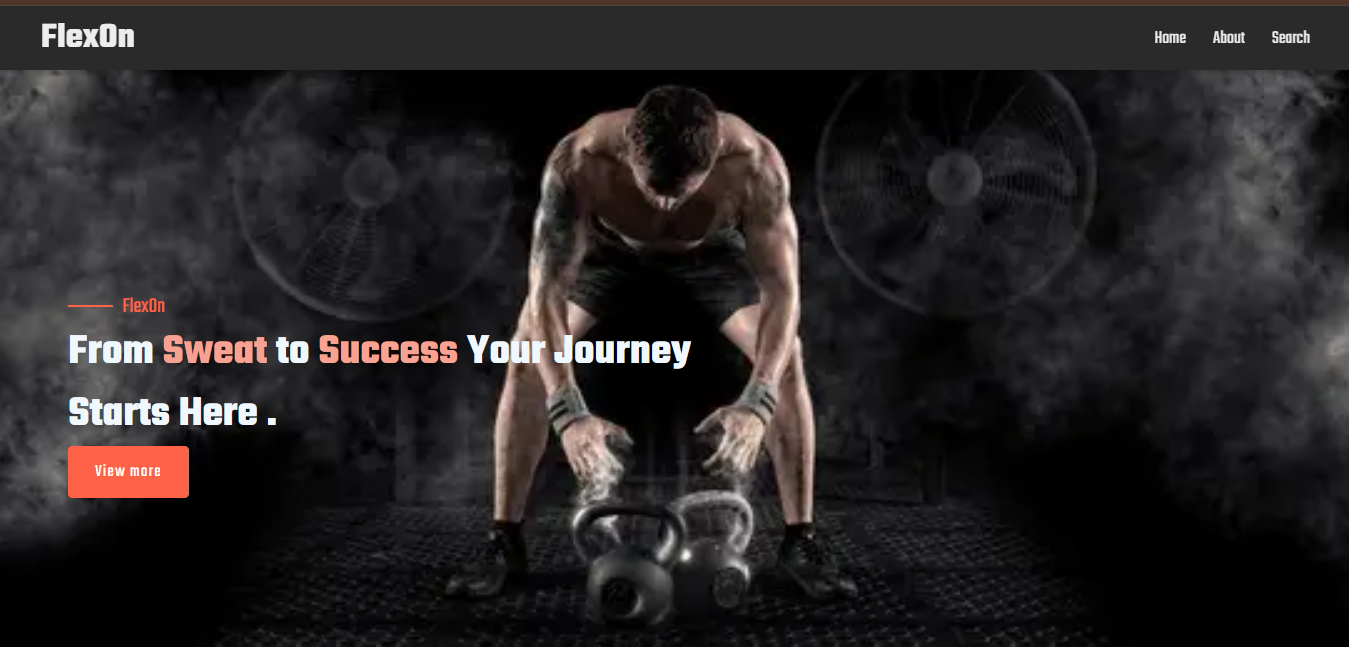 FlexOn
Home About Search
FlexOn
From Sweat to Success Your Journey
Starts Here .
View more